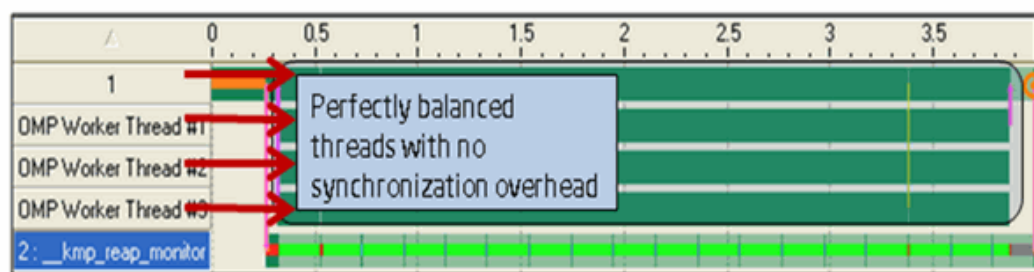 0 0.5 1 1.5 2 2.5 3 3.5
1
OMP Worker Thread #1
OMP Worker Thread #2
OMP Worker Thread #3
2 : __kmp_reap_monitor
Perfectly balanced
threads with no
synchronization overhead